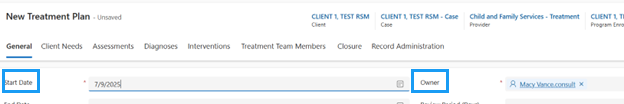 New Treatment Plan - Unsaved
CLIENT 1, TEST RSM
Client
CLIENT 1, TEST RSM - Case
Case
Child and Family Services - Treatment
Provider
CLIENT 1, TEST RS
Program Enro
General Client Needs Assessments Diagnoses Interventions Treatment Team Members Closure Record Administration
Start Date * 7/9/2025 Owner * Macy Vance.consult ×